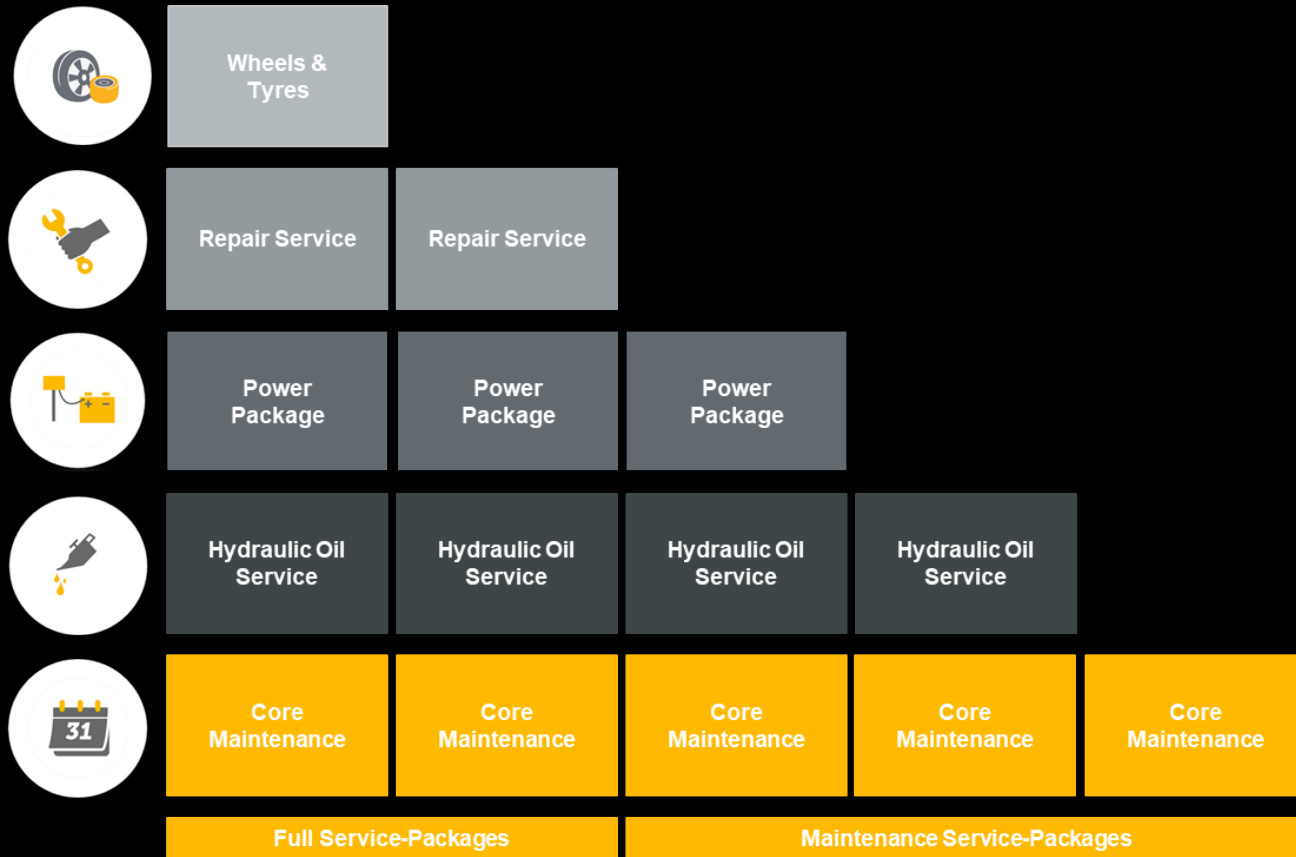 Wheels &
Tyres
Repair Service
Repair Service
Power
Package
Power
Package
Power
Package
+ -
Hydraulic Oil
Service
Hydraulic Oil
Service
Hydraulic Oil
Service
Hydraulic Oil
Service
31
Core
Maintenance
Core
Maintenance
Core
Maintenance
Core
Maintenance
Core
Maintenance
Full Service-Packages
Maintenance Service-Packages